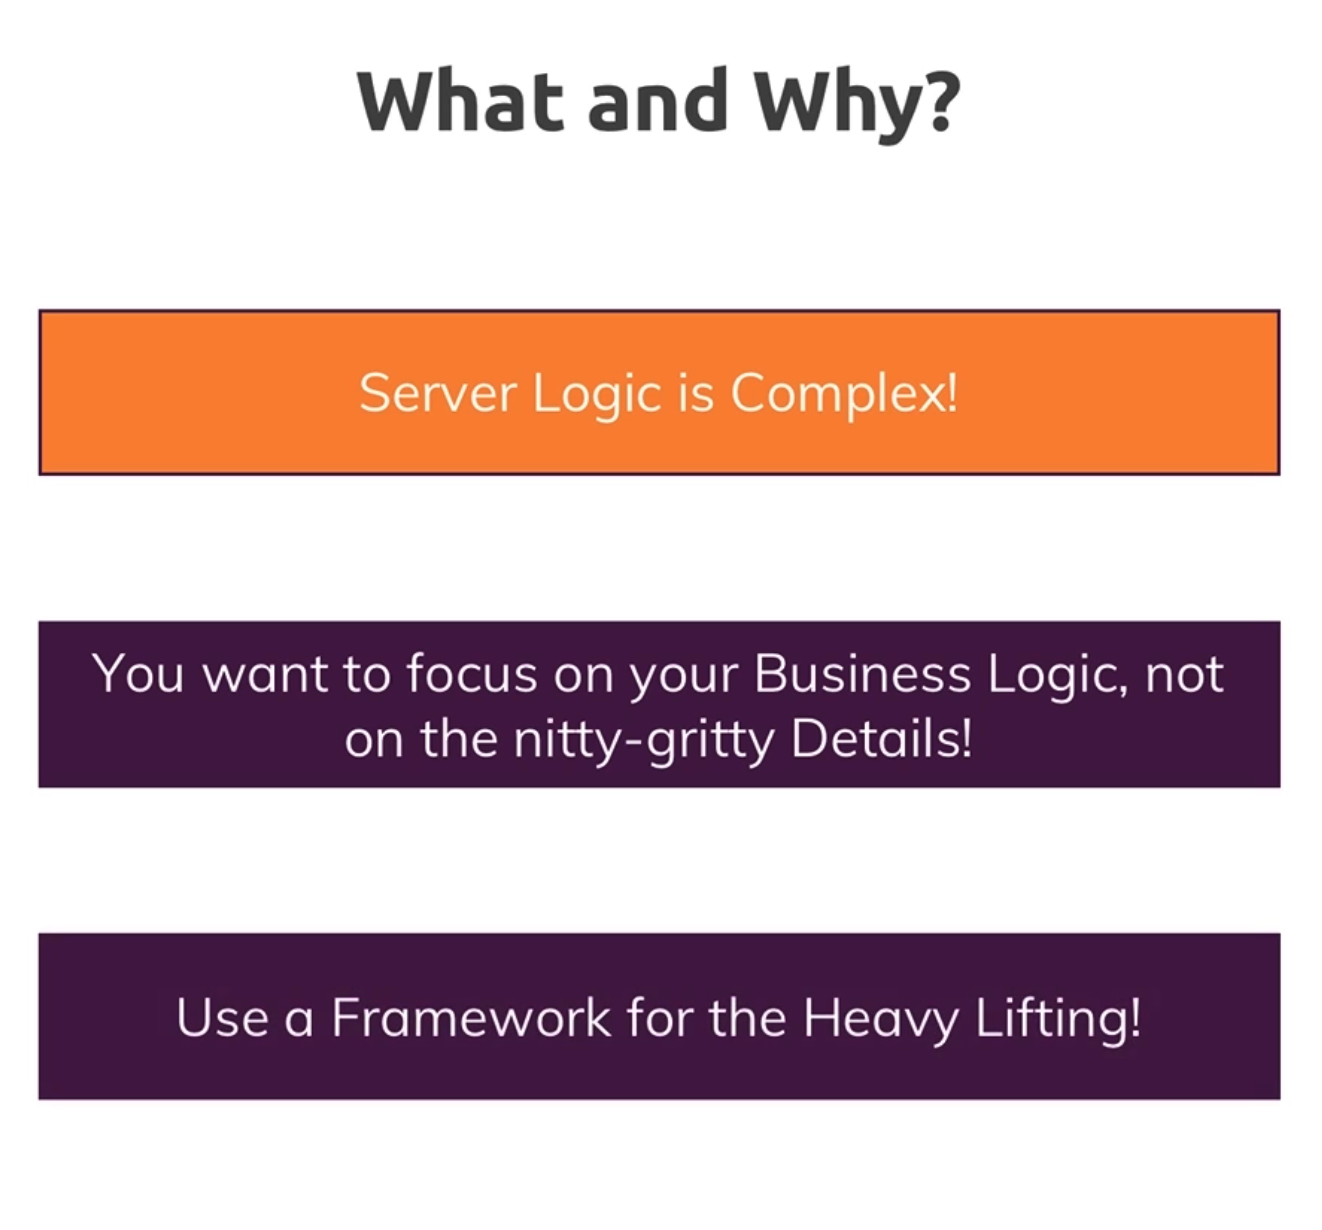 What and Why?
Server Logic is Complex!
You want to focus on your Business Logic, not
on the nitty-gritty Details!
Use a Framework for the Heavy Lifting!